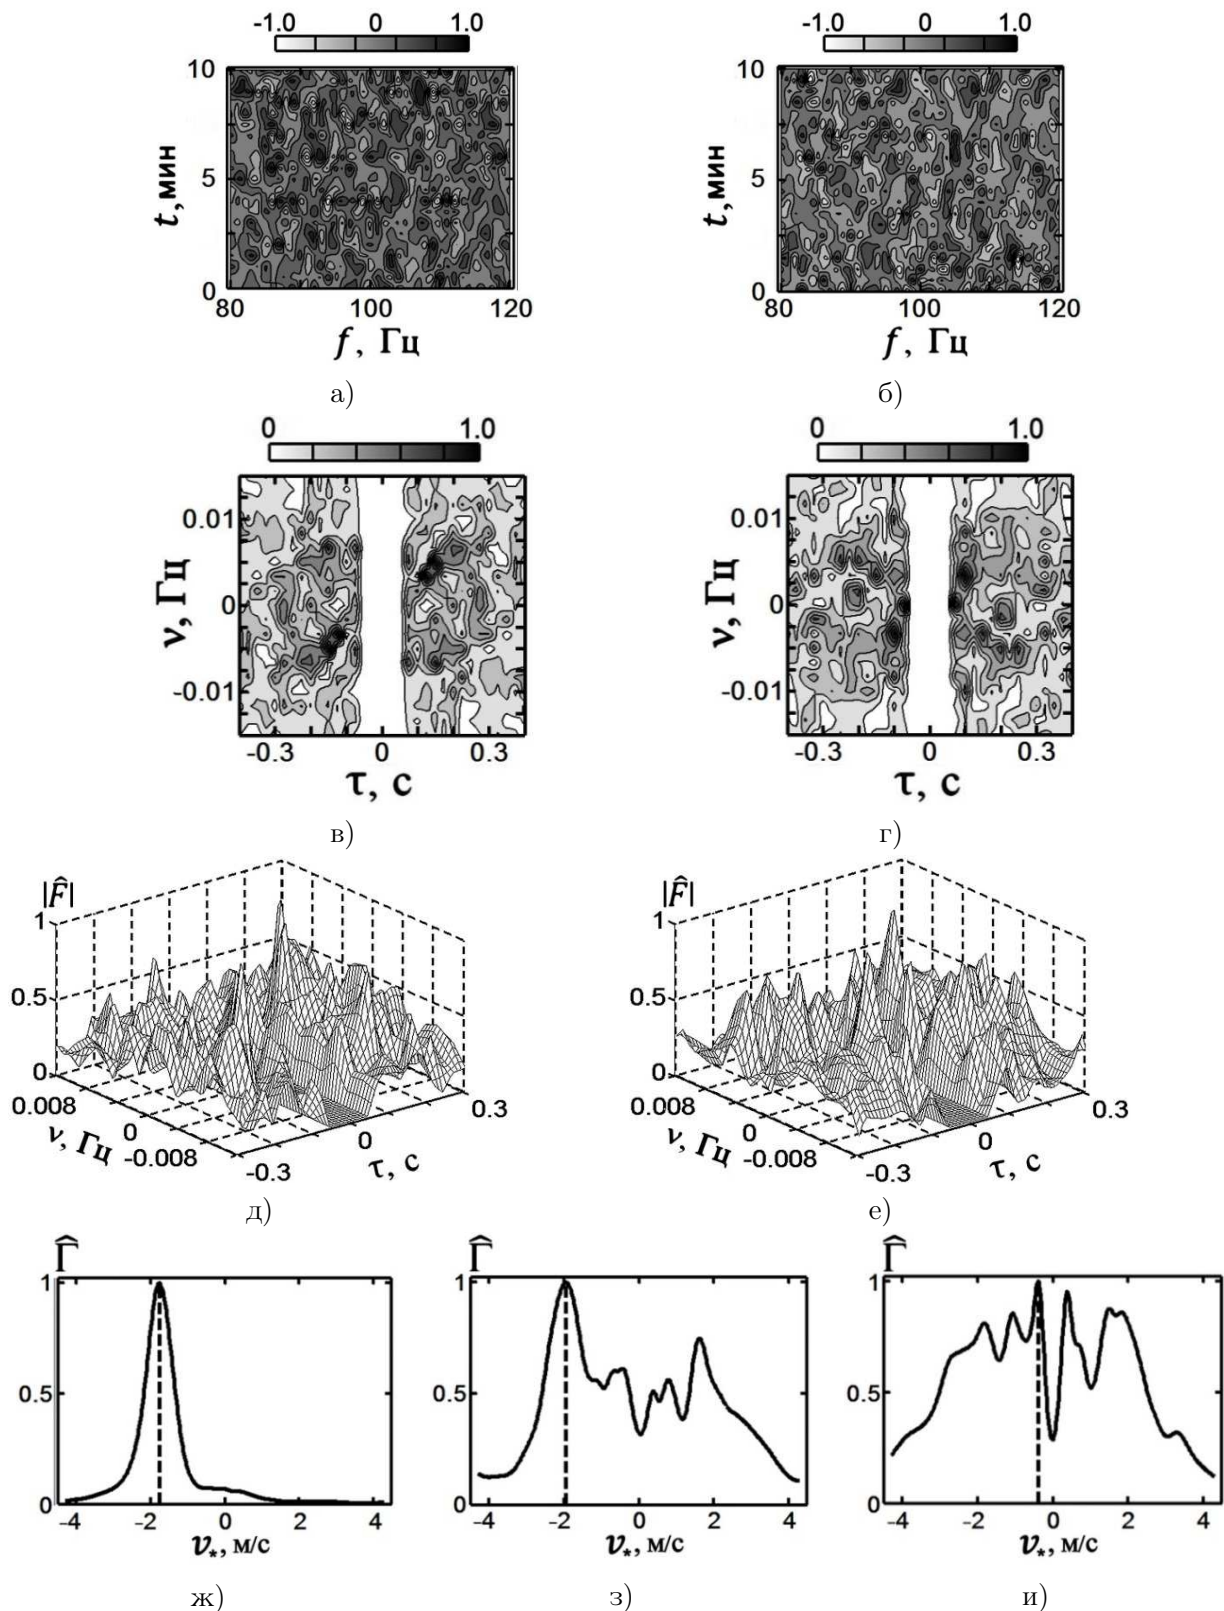 -1.0 0 1.0 -1.0 0 1.0
10 10
t, мин t, мин
5 5
0 0
80 100 120 80 100 120
f, Гц f, Гц
а) б)
0 1.0 0 1.0
0.01 0.01
ν, Гц ν, Гц
0 0
-0.01 -0.01
-0.3 0 0.3 -0.3 0 0.3
τ, с τ, с
в) г)
|F̂| |F̂|
1 1
0.5 0.5
0 0
0.008 0.3 0.008 0.3
0 0 0 0
ν, Гц -0.008 ν, Гц -0.008
-0.3 τ, с -0.3 τ, с
д) е)
Γ̂ Γ̂ Γ̂
1 1 1
0.5 0.5 0.5
0 0 0
-4 -2 0 2 4 -4 -2 0 2 4 -4 -2 0 2 4
v*, м/с v*, м/с v*, м/с
ж) з) и)